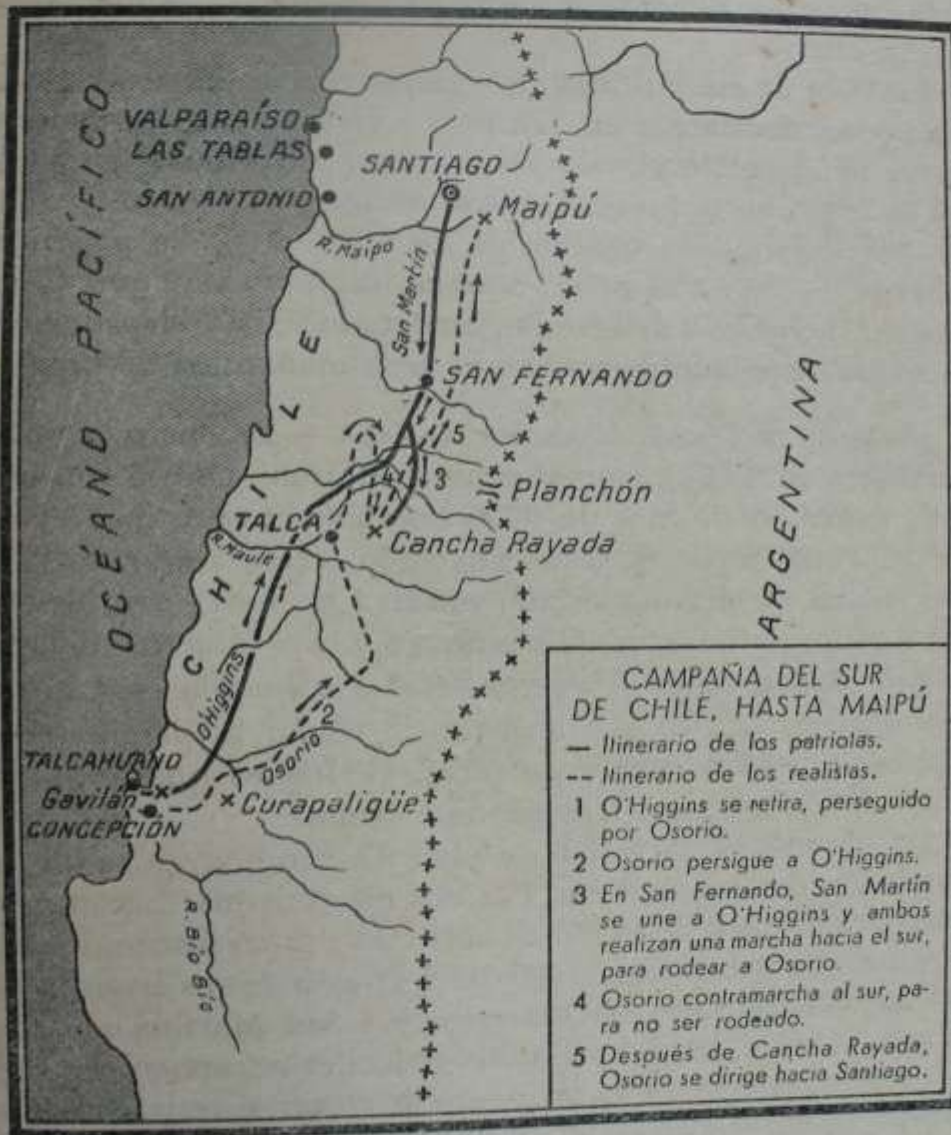 OCÉANO PACÍFICO
VALPARAÍSO
LAS TABLAS
SAN ANTONIO
SANTIAGO
Maipú
R. Maipo
San Martín
CHILE
SAN FERNANDO
5
4
3
Planchón
TALCA
Cancha Rayada
R. Maule
1
ARGENTINA
O'Higgins
2
Osorio
TALCAHUANO
Gavilán
Curapaligüe
CONCEPCIÓN
R. Bío Bío
CAMPAÑA DEL SUR
DE CHILE, HASTA MAIPÚ
— Itinerario de los patriotas.
-- Itinerario de los realistas.
1 O'Higgins se retira, perseguido
por Osorio.
2 Osorio persigue a O'Higgins.
3 En San Fernando, San Martín
se une a O'Higgins y ambos
realizan una marcha hacia el sur,
para rodear a Osorio.
4 Osorio contramarcha al sur, pa-
ra no ser rodeado.
5 Después de Cancha Rayada,
Osorio se dirige hacia Santiago.